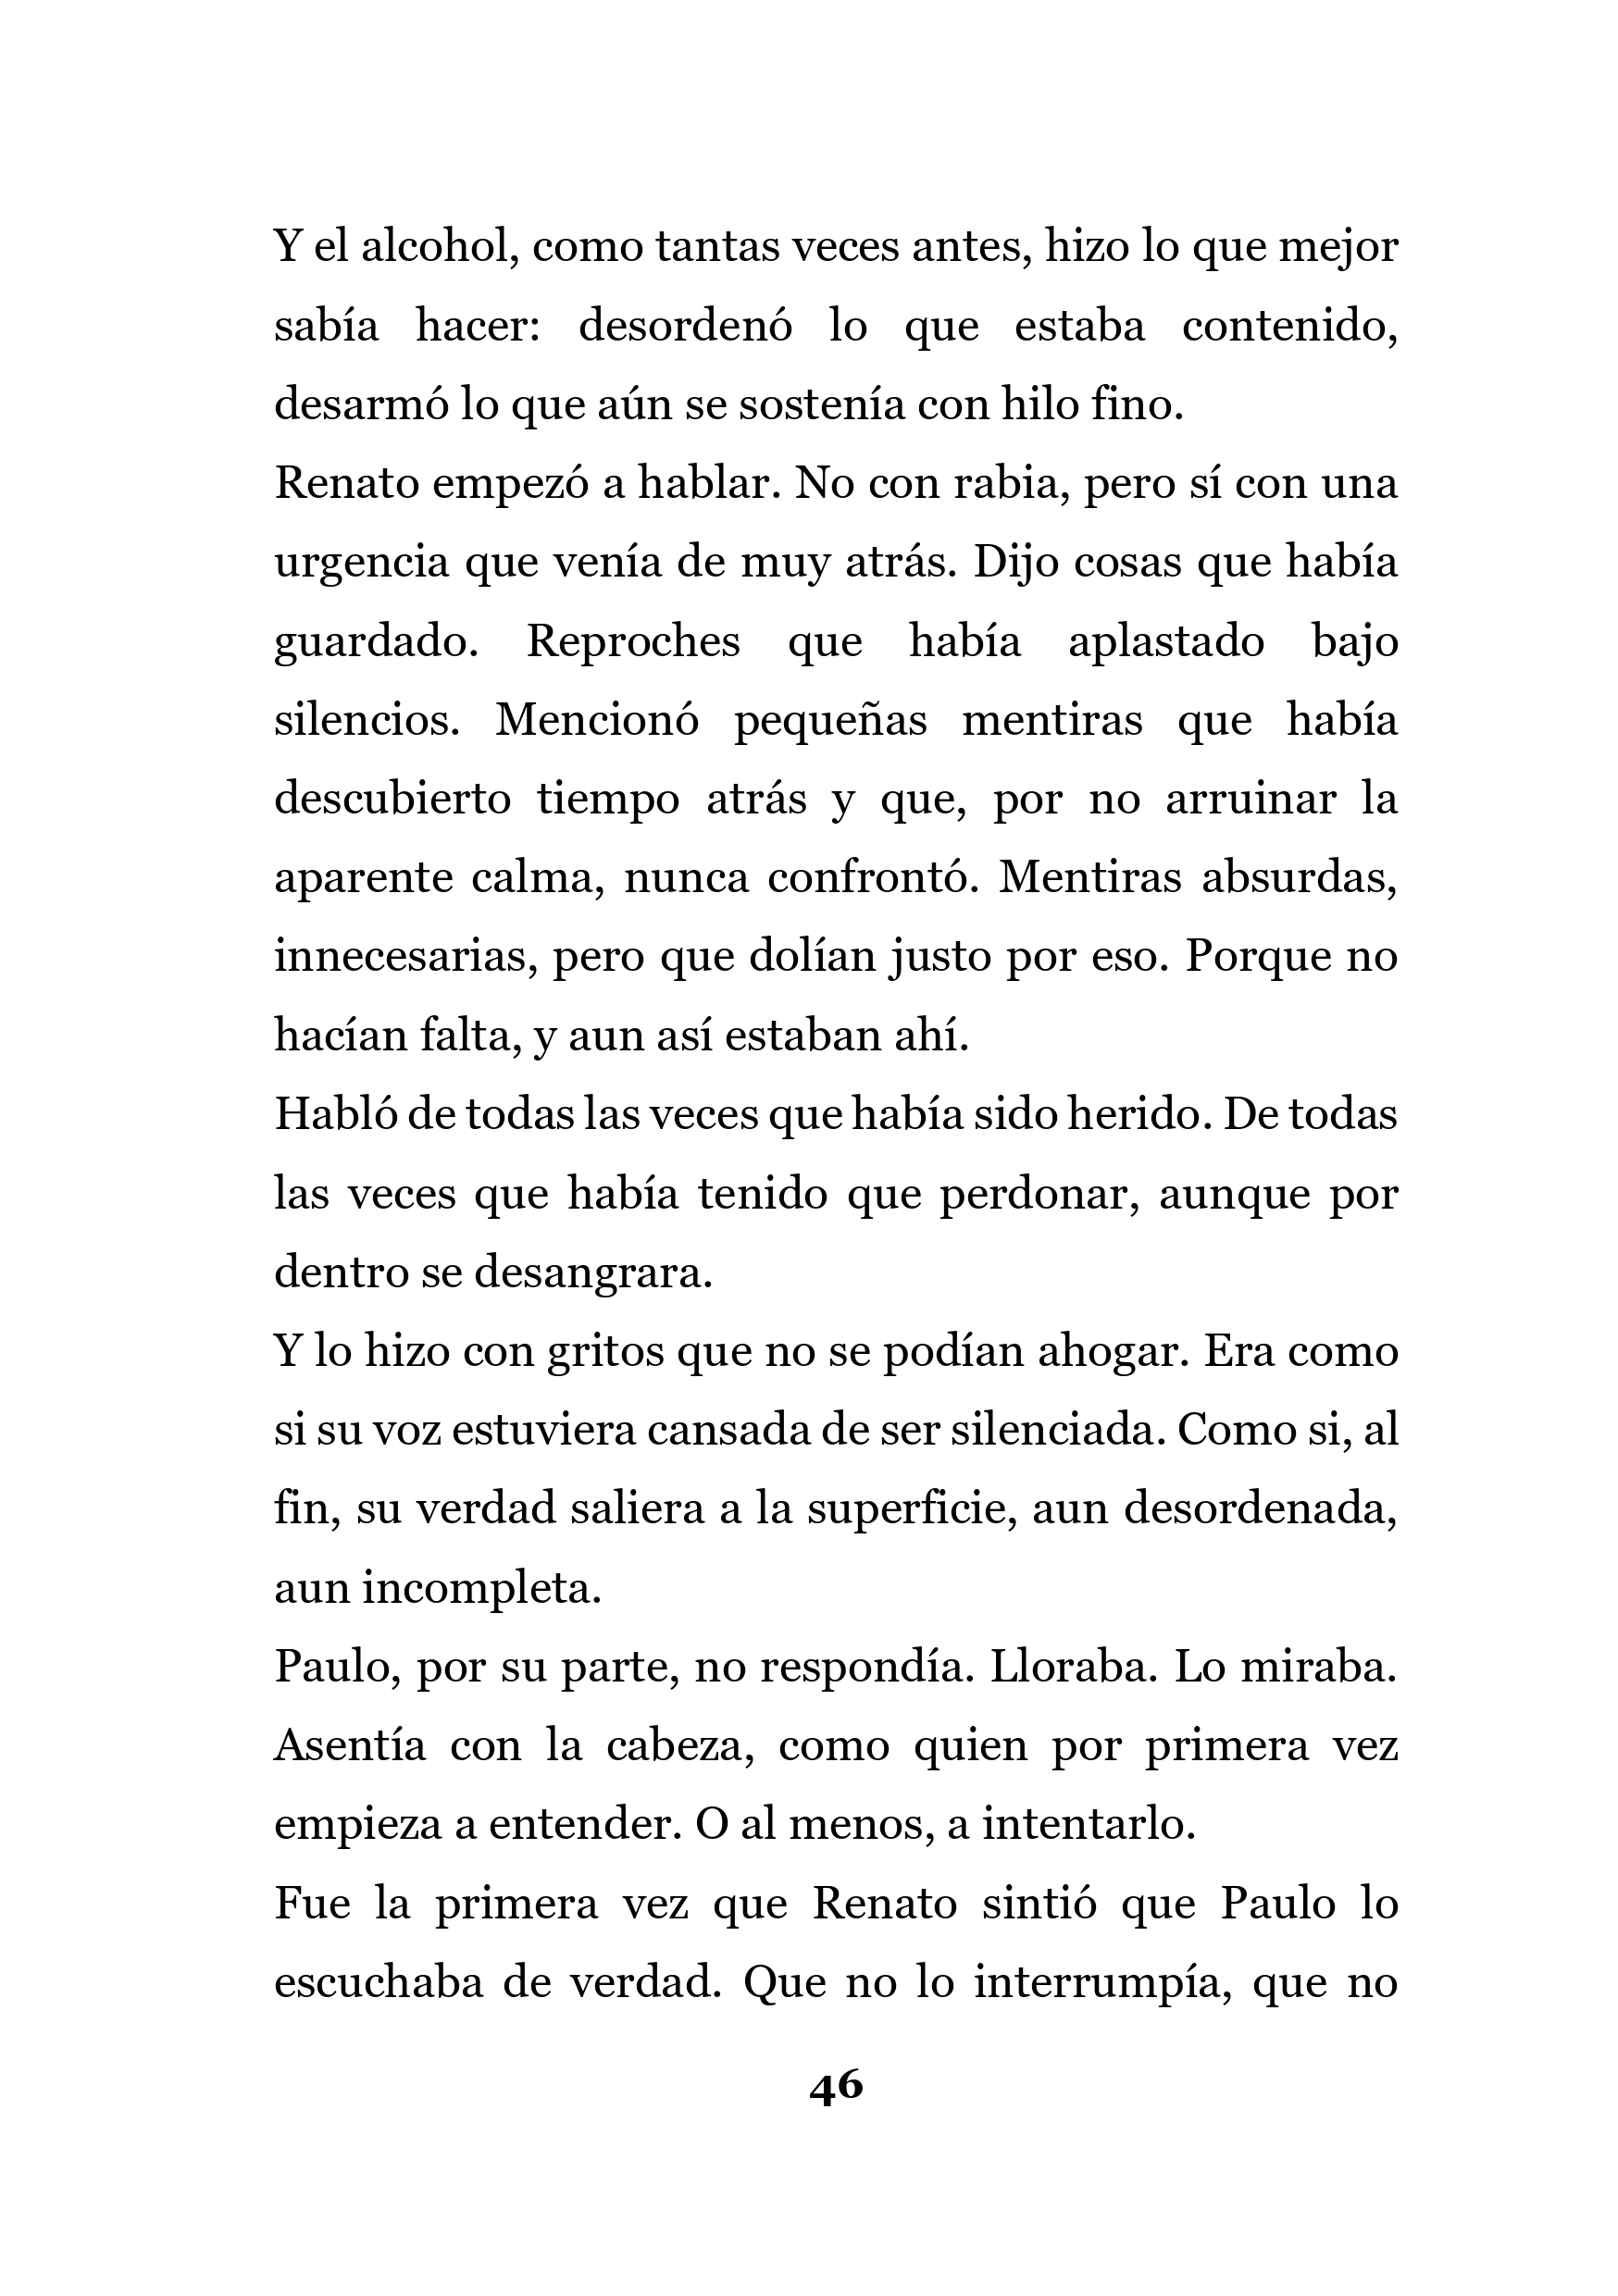 Y el alcohol, como tantas veces antes, hizo lo que mejor
sabía hacer: desordenó lo que estaba contenido,
desarmó lo que aún se sostenía con hilo fino.
Renato empezó a hablar. No con rabia, pero sí con una
urgencia que venía de muy atrás. Dijo cosas que había
guardado. Reproches que había aplastado bajo
silencios. Mencionó pequeñas mentiras que había
descubierto tiempo atrás y que, por no arruinar la
aparente calma, nunca confrontó. Mentiras absurdas,
innecesarias, pero que dolían justo por eso. Porque no
hacían falta, y aun así estaban ahí.
Habló de todas las veces que había sido herido. De todas
las veces que había tenido que perdonar, aunque por
dentro se desangrara.
Y lo hizo con gritos que no se podían ahogar. Era como
si su voz estuviera cansada de ser silenciada. Como si, al
fin, su verdad saliera a la superficie, aun desordenada,
aun incompleta.
Paulo, por su parte, no respondía. Lloraba. Lo miraba.
Asentía con la cabeza, como quien por primera vez
empieza a entender. O al menos, a intentarlo.
Fue la primera vez que Renato sintió que Paulo lo
escuchaba de verdad. Que no lo interrumpía, que no
46